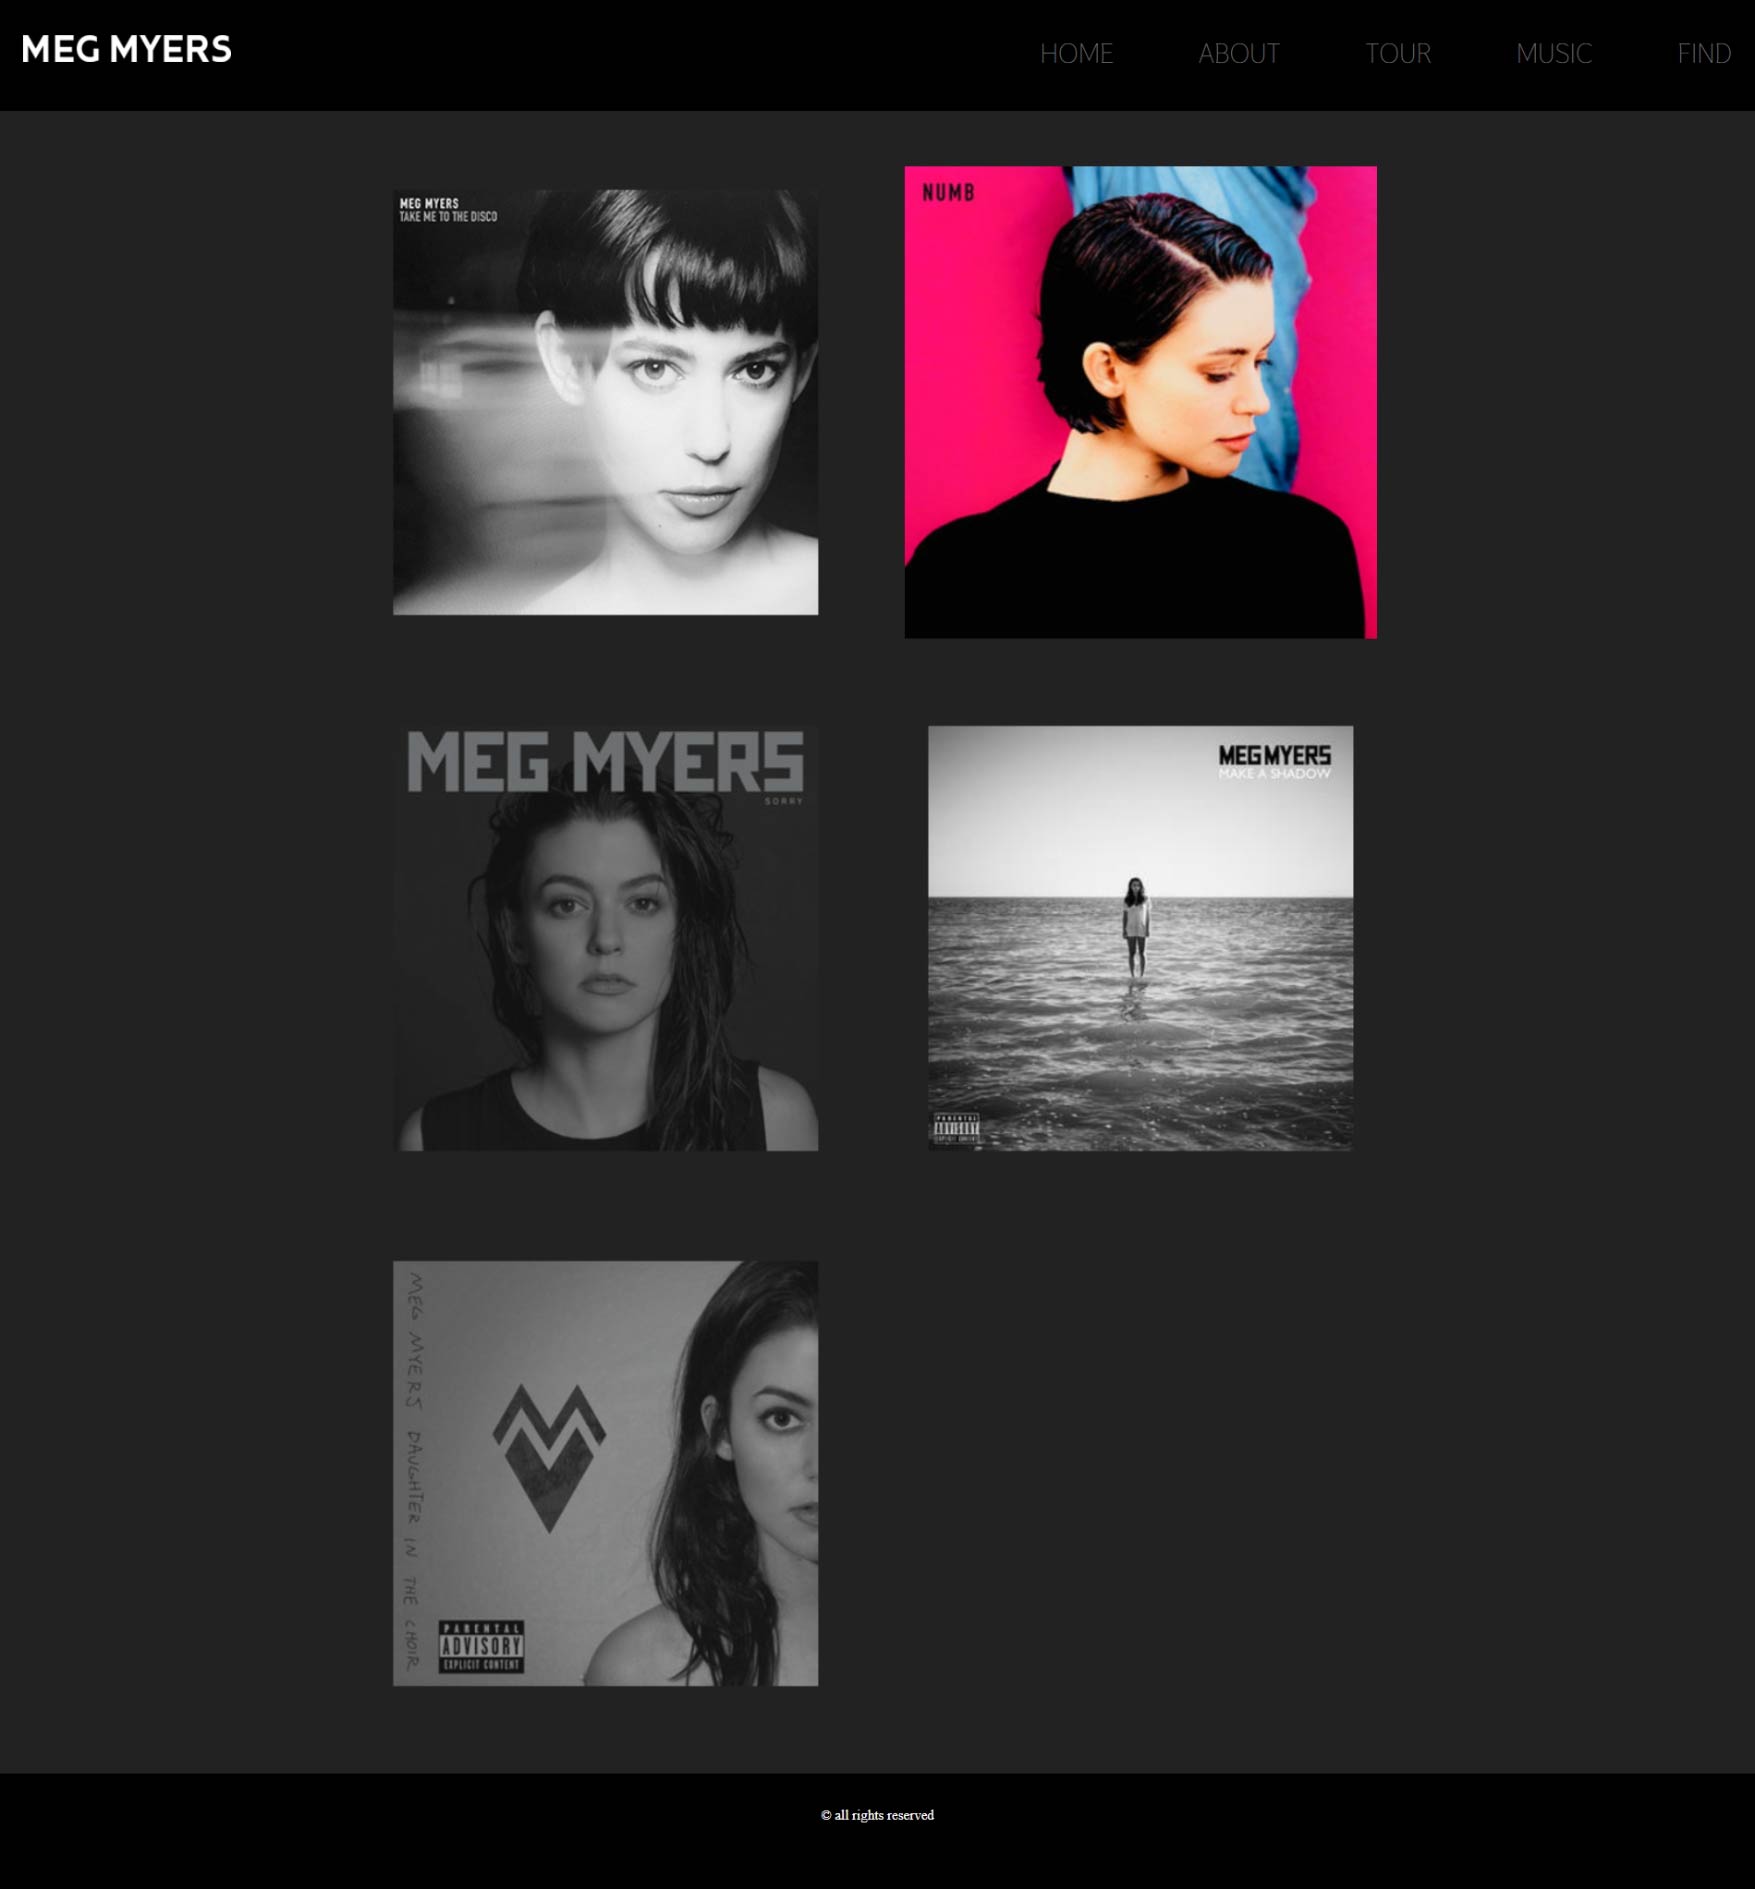 MEG MYERS
HOME ABOUT TOUR MUSIC FIND
MEG MYERS
TAKE ME TO THE DISCO
NUMB
MEG MYERS
SORRY
MEG MYERS
MAKE A SHADOW
PARENTAL
ADVISORY
EXPLICIT CONTENT
MEG MYERS DAUGHTER IN THE CHOIR
PARENTAL
ADVISORY
EXPLICIT CONTENT
© all rights reserved